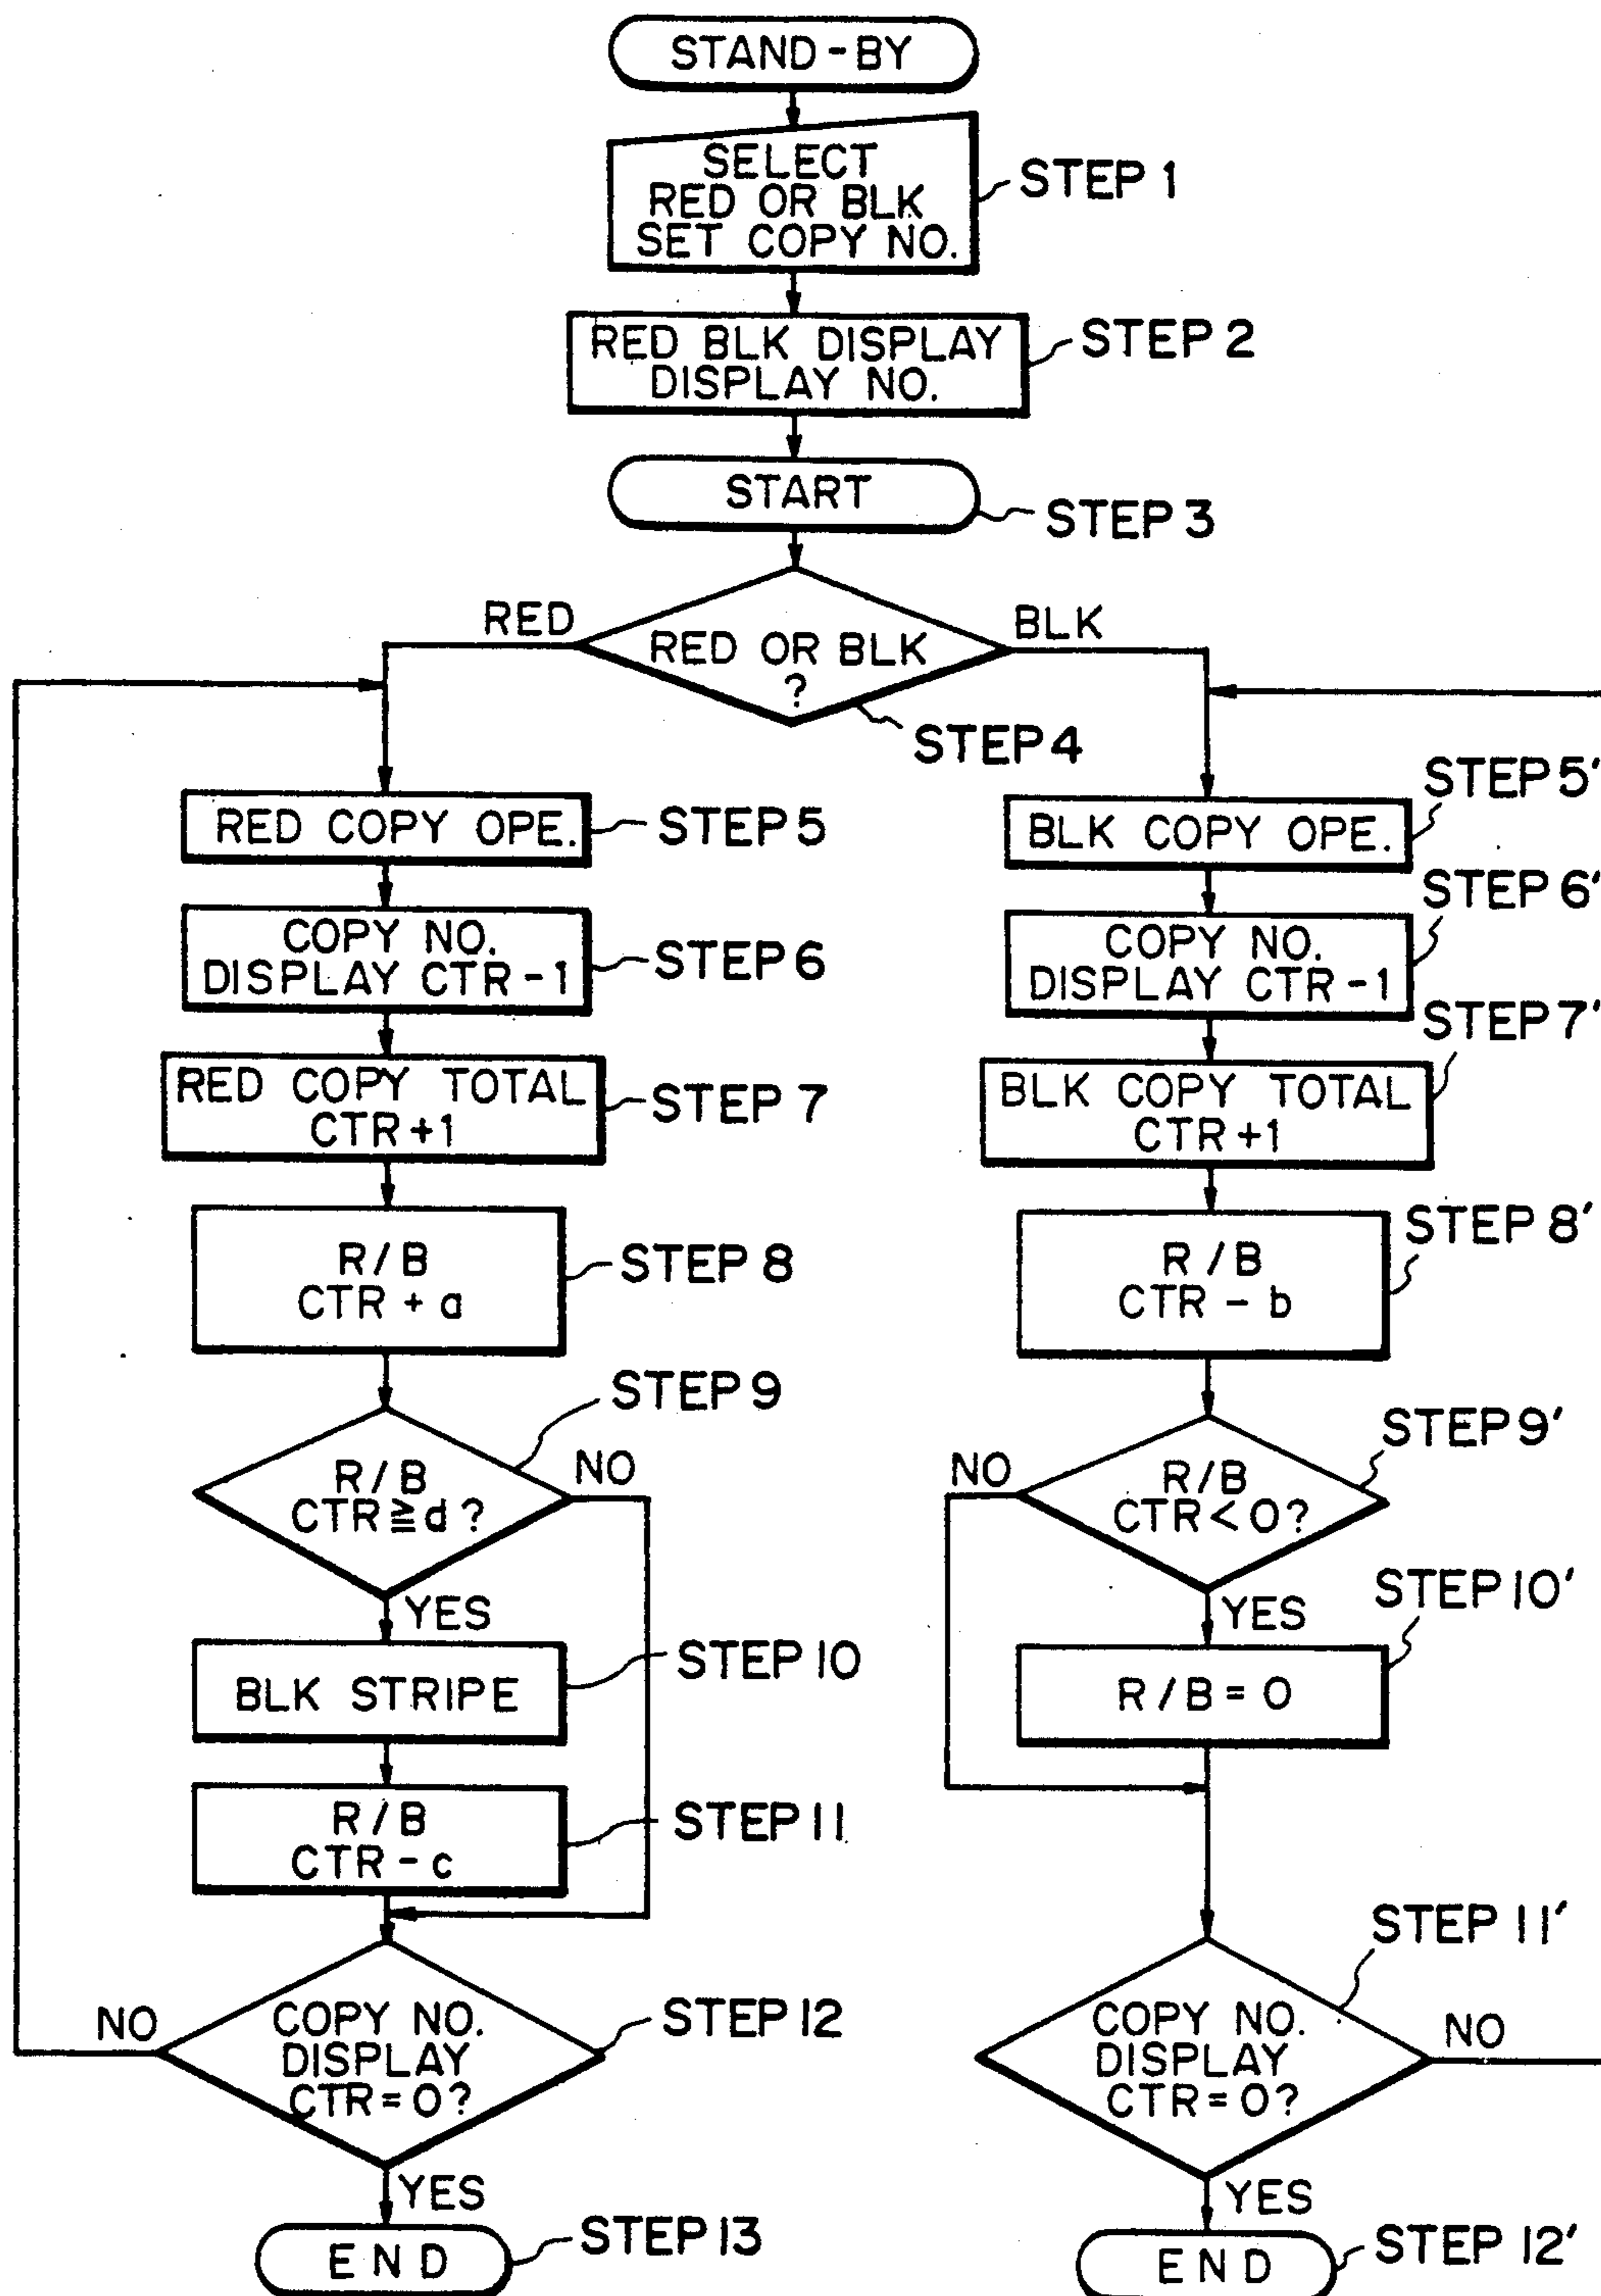 STAND-BY
SELECT
RED OR BLK
SET COPY NO.
STEP 1
RED BLK DISPLAY
DISPLAY NO.
STEP 2
START
STEP 3
RED
RED OR BLK
?
BLK
STEP 4
RED COPY OPE.
STEP 5
COPY NO.
DISPLAY CTR-1
STEP 6
RED COPY TOTAL
CTR+1
STEP 7
R/B
CTR + a
STEP 8
STEP 9
R/B
CTR ≧ d ?
NO
YES
BLK STRIPE
STEP 10
R/B
CTR - c
STEP 11
COPY NO.
DISPLAY
CTR=0?
NO
STEP 12
YES
END
STEP 13
BLK COPY OPE.
STEP 5'
COPY NO.
DISPLAY CTR-1
STEP 6'
BLK COPY TOTAL
CTR+1
STEP 7'
R/B
CTR - b
STEP 8'
STEP 9'
NO
R/B
CTR < 0?
YES
R/B = 0
STEP 10'
STEP 11'
COPY NO.
DISPLAY
CTR=0?
NO
YES
END
STEP 12'